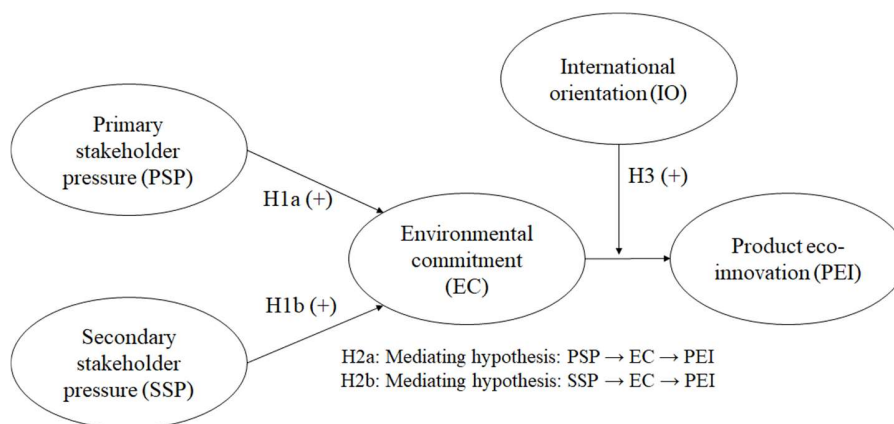 International
orientation (IO)
Primary
stakeholder
pressure (PSP)
H3 (+)
H1a (+)
Environmental
commitment
(EC)
Product eco-
innovation (PEI)
H1b (+)
Secondary
stakeholder
pressure (SSP)
H2a: Mediating hypothesis: PSP → EC → PEI
H2b: Mediating hypothesis: SSP → EC → PEI